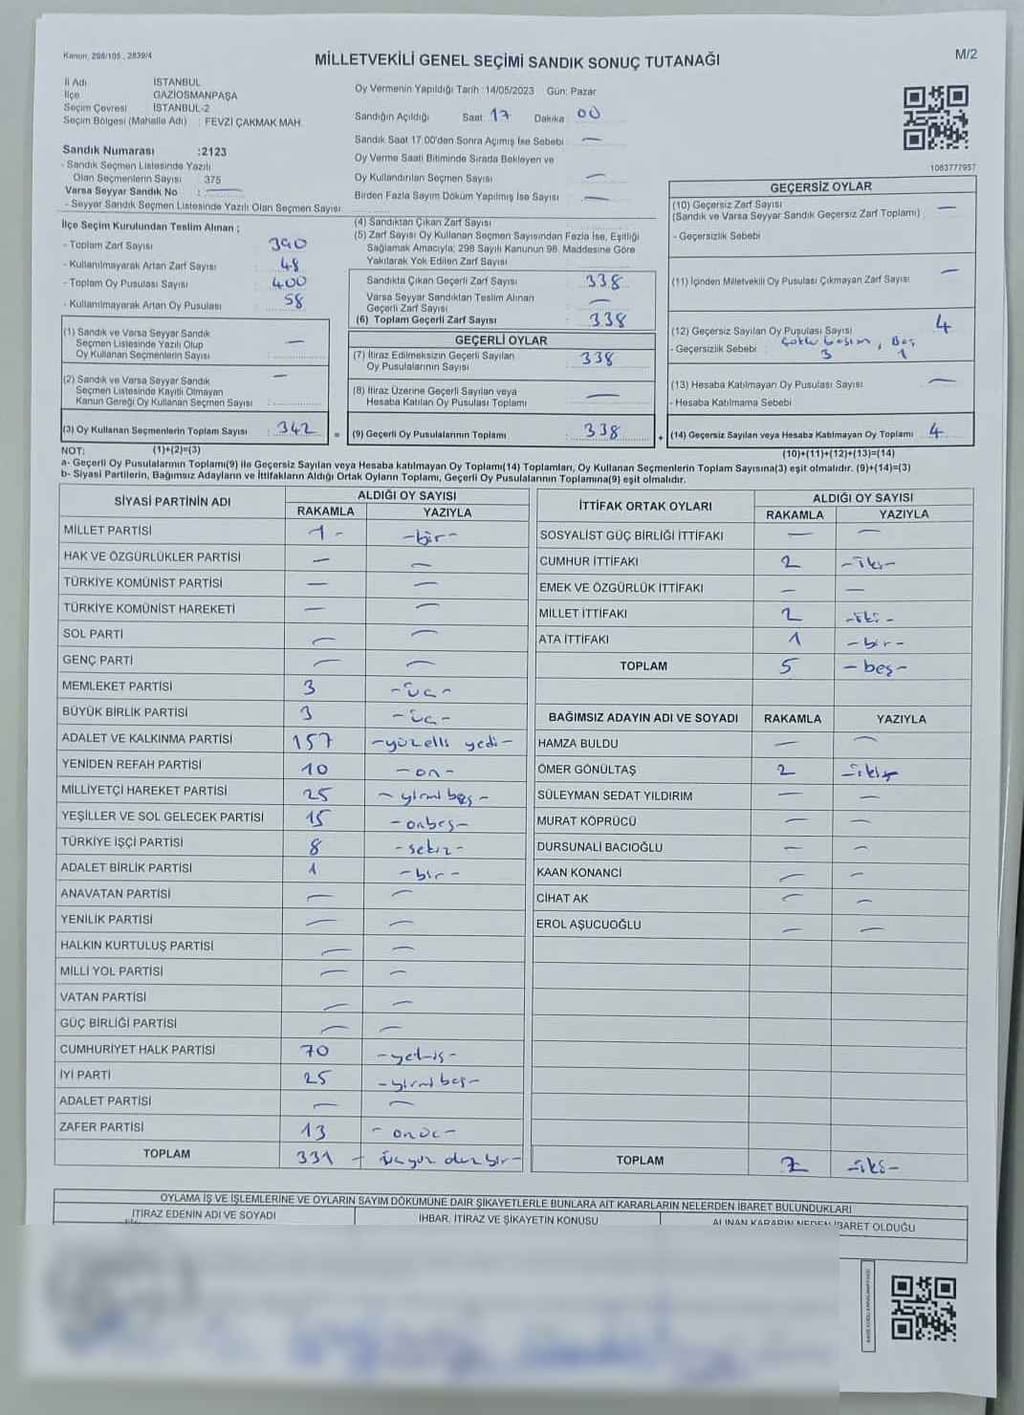 Kanun, 298/105, 2839/4
MİLLETVEKİLİ GENEL SEÇİMİ SANDIK SONUÇ TUTANAĞI
M/2
İl Adı İSTANBUL
İlçe GAZİOSMANPAŞA
Seçim Çevresi İSTANBUL-2
Seçim Bölgesi (Mahalle Adı) : FEVZİ ÇAKMAK MAH.
Sandık Numarası :2123
- Sandık Seçmen Listesinde Yazılı
Olan Seçmenlerin Sayısı 375
Varsa Seyyar Sandık No : —
- Seyyar Sandık Seçmen Listesinde Yazılı Olan Seçmen Sayısı
Oy Vermenin Yapıldığı Tarih :14/05/2023 Gün: Pazar
Sandığın Açıldığı Saat 17 Dakika 00
Sandık Saat 17:00'den Sonra Açılmış İse Sebebi —
Oy Verme Saati Bitiminde Sırada Bekleyen ve
Oy Kullandırılan Seçmen Sayısı —
Birden Fazla Sayım Döküm Yapılmış İse Sayısı —
1083777957
İlçe Seçim Kurulundan Teslim Alınan ;
- Toplam Zarf Sayısı 390
- Kullanılmayarak Artan Zarf Sayısı 48
- Toplam Oy Pusulası Sayısı 400
- Kullanılmayarak Artan Oy Pusulası 58
(1) Sandık ve Varsa Seyyar Sandık
Seçmen Listesinde Yazılı Olup
Oy Kullanan Seçmenlerin Sayısı —
(2) Sandık ve Varsa Seyyar Sandık
Seçmen Listesinde Kayıtlı Olmayan
Kanun Gereği Oy Kullanan Seçmen Sayısı —
(3) Oy Kullanan Seçmenlerin Toplam Sayısı 342
(4) Sandıktan Çıkan Zarf Sayısı
(5) Zarf Sayısı Oy Kullanan Seçmen Sayısından Fazla İse, Eşitliği
Sağlamak Amacıyla; 298 Sayılı Kanunun 98. Maddesine Göre
Yakılarak Yok Edilen Zarf Sayısı
Sandıkta Çıkan Geçerli Zarf Sayısı 338
Varsa Seyyar Sandıktan Teslim Alınan
Geçerli Zarf Sayısı —
(6) Toplam Geçerli Zarf Sayısı 338
GEÇERLİ OYLAR
(7) İtiraz Edilmeksizin Geçerli Sayılan
Oy Pusulalarının Sayısı 338
(8) İtiraz Üzerine Geçerli Sayılan veya
Hesaba Katılan Oy Pusulası Toplamı —
= (9) Geçerli Oy Pusulalarının Toplamı 338
GEÇERSİZ OYLAR
(10) Geçersiz Zarf Sayısı —
(Sandık ve Varsa Seyyar Sandık Geçersiz Zarf Toplamı)
- Geçersizlik Sebebi
(11) İçinden Milletvekili Oy Pusulası Çıkmayan Zarf Sayısı —
(12) Geçersiz Sayılan Oy Pusulası Sayısı 4
- Geçersizlik Sebebi Çoklu basım, Boş
3 1
(13) Hesaba Katılmayan Oy Pusulası Sayısı —
- Hesaba Katılmama Sebebi
+ (14) Geçersiz Sayılan veya Hesaba Katılmayan Oy Toplamı 4
NOT: (1)+(2)=(3)
(10)+(11)+(12)+(13)=(14)
a- Geçerli Oy Pusulalarının Toplamı(9) ile Geçersiz Sayılan veya Hesaba katılmayan Oy Toplamı(14) Toplamları, Oy Kullanan Seçmenlerin Toplam Sayısına(3) eşit olmalıdır. (9)+(14)=(3)
b- Siyasi Partilerin, Bağımsız Adayların ve İttifakların Aldığı Ortak Oyların Toplamı, Geçerli Oy Pusulalarının Toplamına(9) eşit olmalıdır.
SİYASİ PARTİNİN ADI ALDIĞI OY SAYISI
RAKAMLA YAZIYLA
MİLLET PARTİSİ 1 - -bir-
HAK VE ÖZGÜRLÜKLER PARTİSİ — —
TÜRKİYE KOMÜNİST PARTİSİ — —
TÜRKİYE KOMÜNİST HAREKETİ — —
SOL PARTİ — —
GENÇ PARTİ — —
MEMLEKET PARTİSİ 3 -üç-
BÜYÜK BİRLİK PARTİSİ 3 -üç-
ADALET VE KALKINMA PARTİSİ 157 -yüzelli yedi-
YENİDEN REFAH PARTİSİ 10 -on-
MİLLİYETÇİ HAREKET PARTİSİ 25 -yirmi beş-
YEŞİLLER VE SOL GELECEK PARTİSİ 15 -onbeş-
TÜRKİYE İŞÇİ PARTİSİ 8 -sekiz-
ADALET BİRLİK PARTİSİ 1 -bir-
ANAVATAN PARTİSİ — —
YENİLİK PARTİSİ — —
HALKIN KURTULUŞ PARTİSİ — —
MİLLİ YOL PARTİSİ — —
VATAN PARTİSİ — —
GÜÇ BİRLİĞİ PARTİSİ — —
CUMHURİYET HALK PARTİSİ 70 -yetmiş-
İYİ PARTİ 25 -yirmi beş-
ADALET PARTİSİ — —
ZAFER PARTİSİ 13 -onüç-
TOPLAM 331 - üçyüz otuz bir-
İTTİFAK ORTAK OYLARI ALDIĞI OY SAYISI
RAKAMLA YAZIYLA
SOSYALİST GÜÇ BİRLİĞİ İTTİFAKI — —
CUMHUR İTTİFAKI 2 -iki-
EMEK VE ÖZGÜRLÜK İTTİFAKI — —
MİLLET İTTİFAKI 2 -iki-
ATA İTTİFAKI 1 -bir-
TOPLAM 5 -beş-
BAĞIMSIZ ADAYIN ADI VE SOYADI RAKAMLA YAZIYLA
HAMZA BULDU — —
ÖMER GÖNÜLTAŞ 2 -iki-
SÜLEYMAN SEDAT YILDIRIM — —
MURAT KÖPRÜCÜ — —
DURSUNALİ BACIOĞLU — —
KAAN KONANCİ — —
CİHAT AK — —
EROL AŞUCUOĞLU — —
TOPLAM 2 -iki-
OYLAMA İŞ VE İŞLEMLERİNE VE OYLARIN SAYIM DÖKÜMÜNE DAİR ŞİKAYETLERLE BUNLARA AİT KARARLARIN NELERDEN İBARET BULUNDUKLARI
İTİRAZ EDENİN ADI VE SOYADI İHBAR, İTİRAZ VE ŞİKAYETİN KONUSU ALINAN KARARIN NEDEN İBARET OLDUĞU